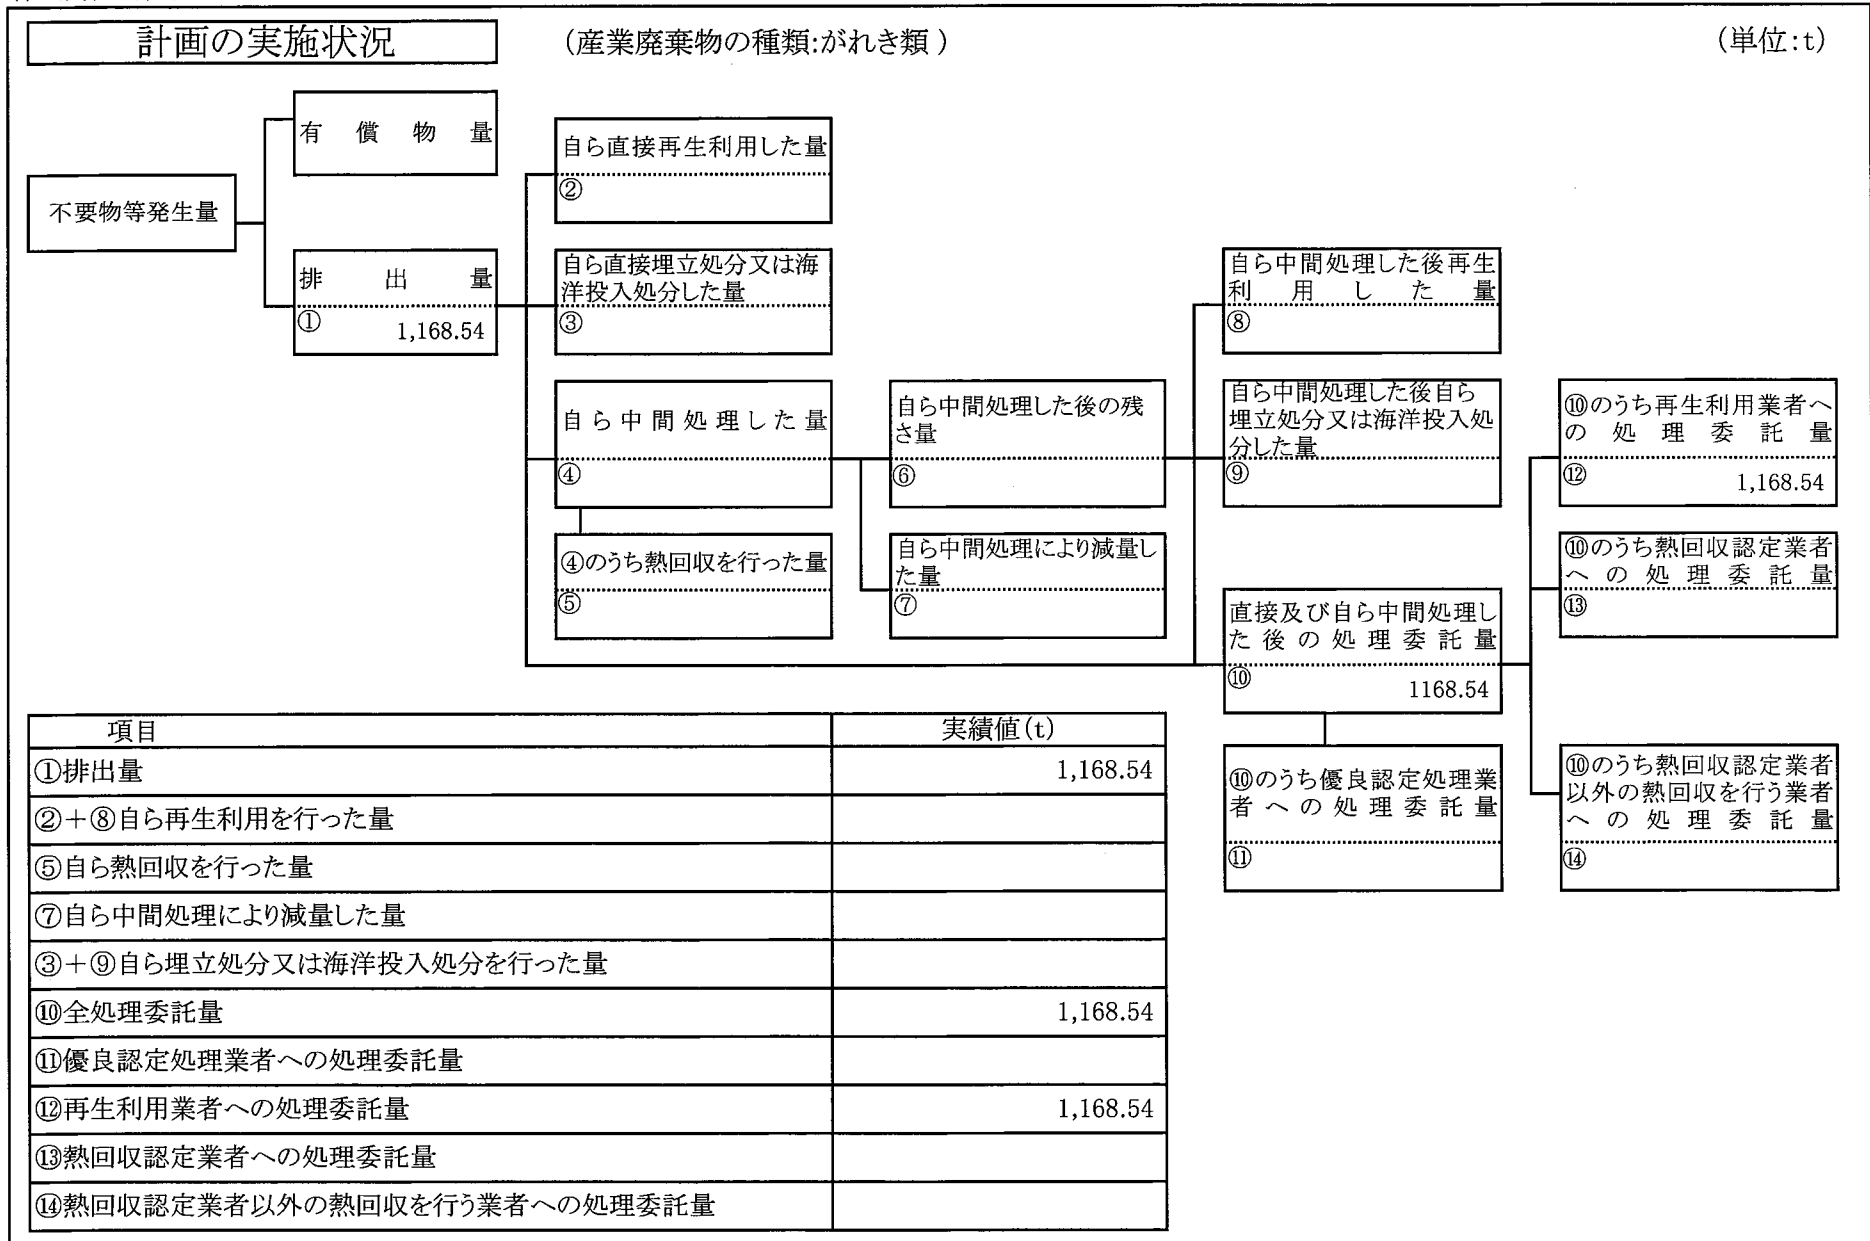 計画の実施状況
(産業廃棄物の種類:がれき類 )
(単位:t)
有償物量
不要物等発生量
排出量
① 1,168.54
自ら直接再生利用した量
②
自ら直接埋立処分又は海
洋投入処分した量
③
自ら中間処理した量
④
④のうち熱回収を行った量
⑤
自ら中間処理した後の残
さ量
⑥
自ら中間処理により減量し
た量
⑦
自ら中間処理した後再生
利用した量
⑧
自ら中間処理した後自ら
埋立処分又は海洋投入処
分した量
⑨
直接及び自ら中間処理し
た後の処理委託量
⑩ 1168.54
⑩のうち優良認定処理業
者への処理委託量
⑪
⑩のうち再生利用業者へ
の処理委託量
⑫ 1,168.54
⑩のうち熱回収認定業者
への処理委託量
⑬
⑩のうち熱回収認定業者
以外の熱回収を行う業者
への処理委託量
⑭
項目 実績値(t)
①排出量 1,168.54
②+⑧自ら再生利用を行った量
⑤自ら熱回収を行った量
⑦自ら中間処理により減量した量
③+⑨自ら埋立処分又は海洋投入処分を行った量
⑩全処理委託量 1,168.54
⑪優良認定処理業者への処理委託量
⑫再生利用業者への処理委託量 1,168.54
⑬熱回収認定業者への処理委託量
⑭熱回収認定業者以外の熱回収を行う業者への処理委託量